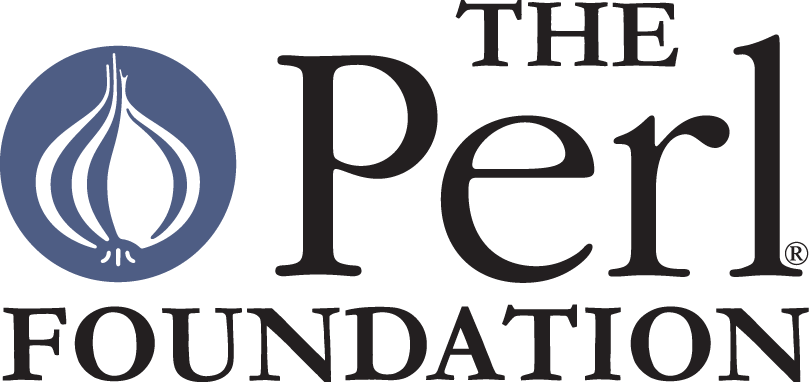 THE
Perl®
FOUNDATION